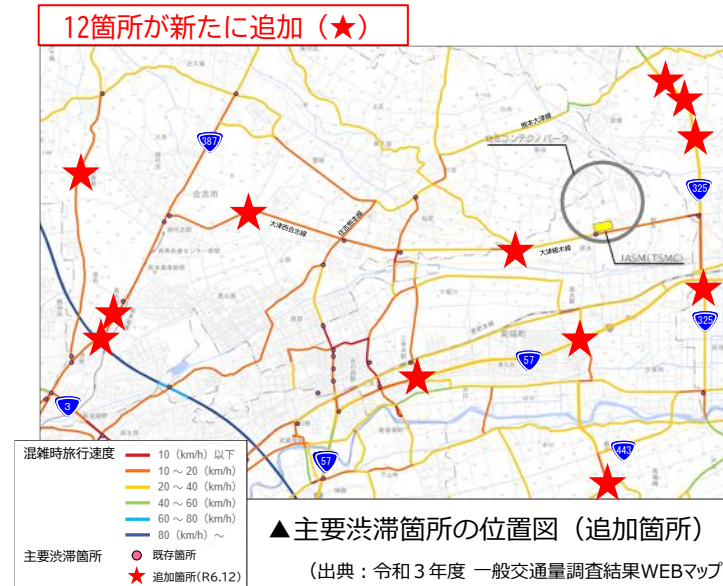 12箇所が新たに追加（★）
387
合志市
熊本大津線
セミコンテクノパーク
325
大津西合志線
住吉熊本線
大津植木線
JASM(TSMC)
325
菊陽町
57
3
443
57
混雑時旅行速度
10（km/h）以下
10 ～ 20（km/h）
20 ～ 40（km/h）
40 ～ 60（km/h）
60 ～ 80（km/h）
80（km/h）～
主要渋滞箇所
既存箇所
追加箇所(R6.12)
▲主要渋滞箇所の位置図（追加箇所）
（出典：令和３年度 一般交通量調査結果WEBマップ